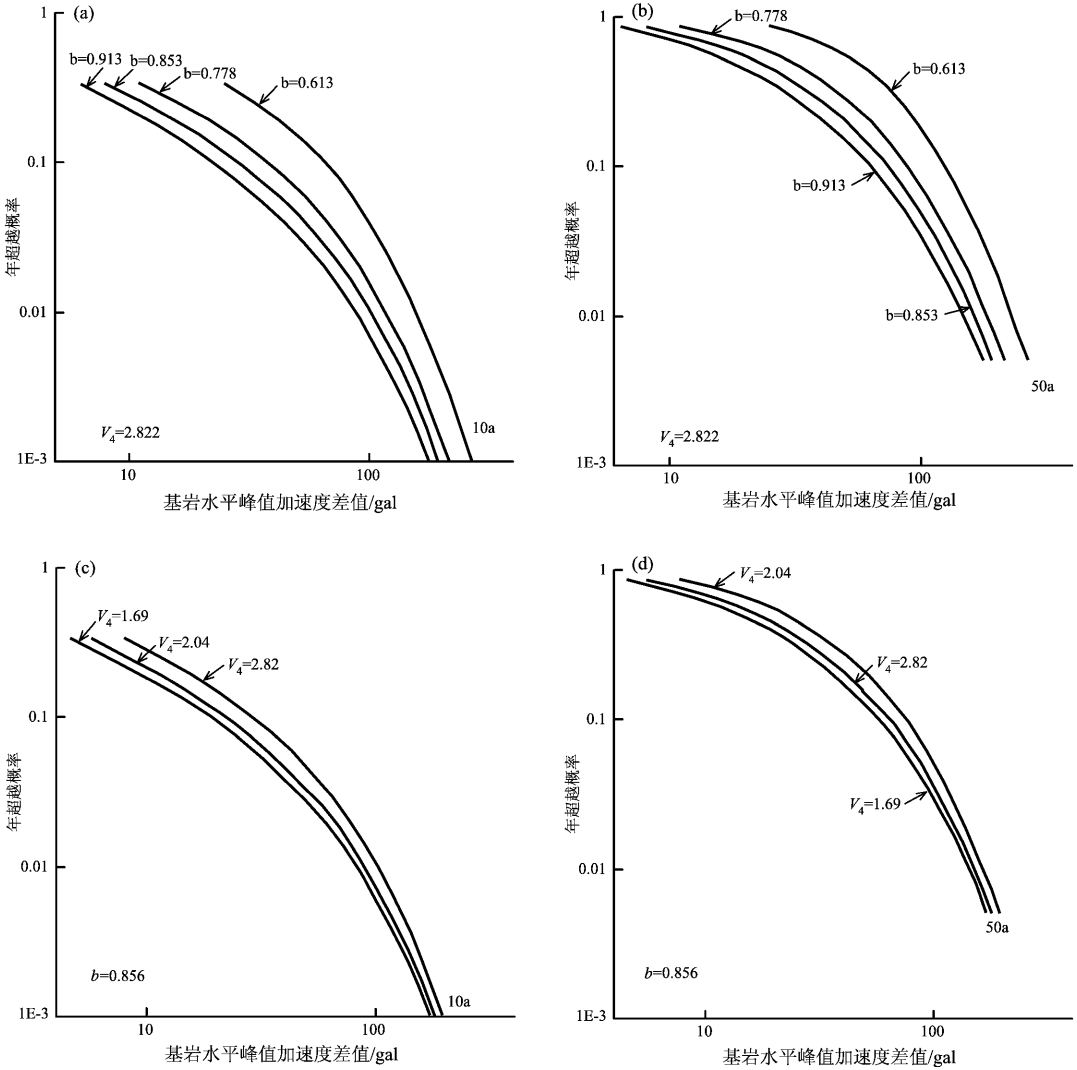 (a)
1
b=0.913
b=0.853
b=0.778
b=0.613
0.1
年超越概率
0.01
V4=2.822
10a
1E-3
10
100
基岩水平峰值加速度差值/gal
(b)
1
b=0.778
b=0.613
0.1
b=0.913
年超越概率
0.01
b=0.853
50a
V4=2.822
1E-3
10
100
基岩水平峰值加速度差值/gal
(c)
1
V4=1.69
V4=2.04
V4=2.82
0.1
年超越概率
0.01
b=0.856
10a
1E-3
10
100
基岩水平峰值加速度差值/gal
(d)
1
V4=2.04
V4=2.82
0.1
V4=1.69
年超越概率
0.01
50a
b=0.856
1E-3
10
100
基岩水平峰值加速度差值/gal